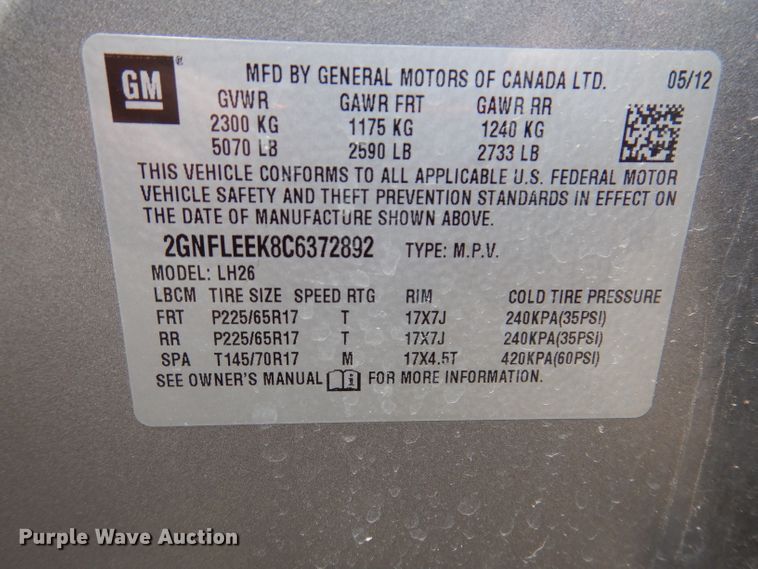 GM ®
MFD BY GENERAL MOTORS OF CANADA LTD. 05/12
GVWR GAWR FRT GAWR RR
2300 KG 1175 KG 1240 KG
5070 LB 2590 LB 2733 LB
THIS VEHICLE CONFORMS TO ALL APPLICABLE U.S. FEDERAL MOTOR
VEHICLE SAFETY AND THEFT PREVENTION STANDARDS IN EFFECT ON
THE DATE OF MANUFACTURE SHOWN ABOVE.
2GNFLEEK8C6372892 TYPE: M.P.V.
MODEL: LH26
LBCM TIRE SIZE SPEED RTG RIM COLD TIRE PRESSURE
FRT P225/65R17 T 17X7J 240KPA(35PSI)
RR P225/65R17 T 17X7J 240KPA(35PSI)
SPA T145/70R17 M 17X4.5T 420KPA(60PSI)
SEE OWNER'S MANUAL i FOR MORE INFORMATION.
Purple Wave Auction